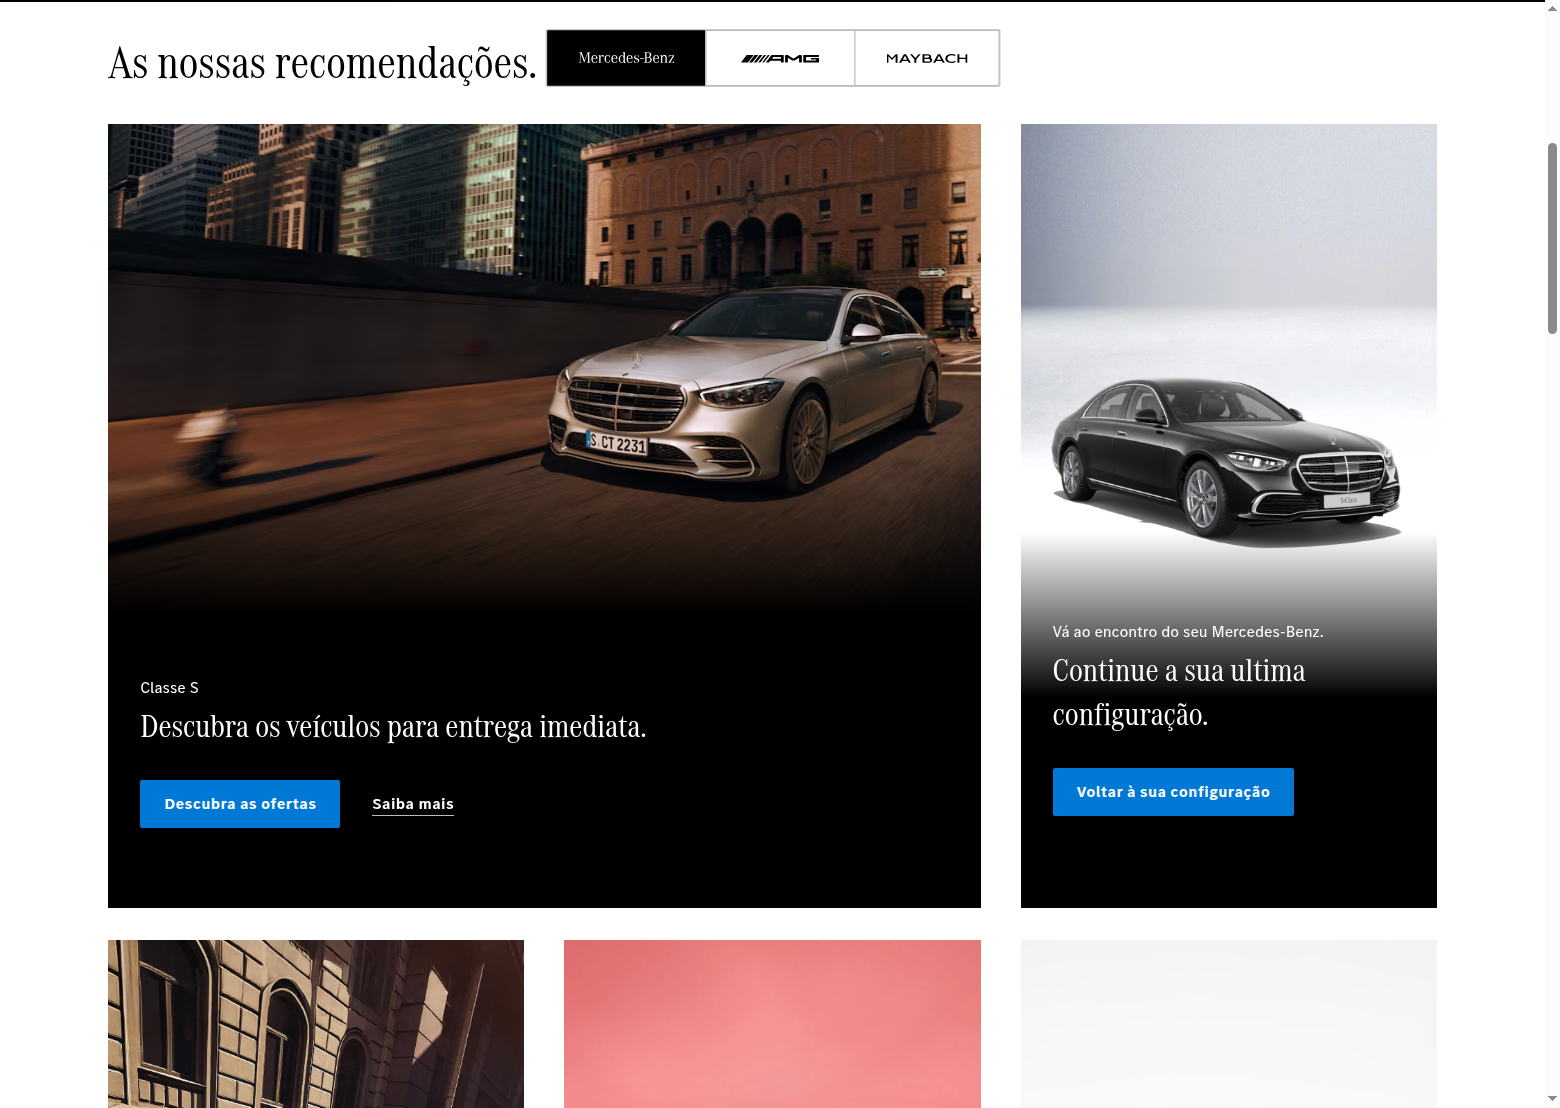 As nossas recomendações.
Mercedes-Benz
AMG
MAYBACH
S CT 2231
S-Class
Vá ao encontro do seu Mercedes-Benz.
Continue a sua ultima
configuração.
Voltar à sua configuração
Classe S
Descubra os veículos para entrega imediata.
Descubra as ofertas
Saiba mais